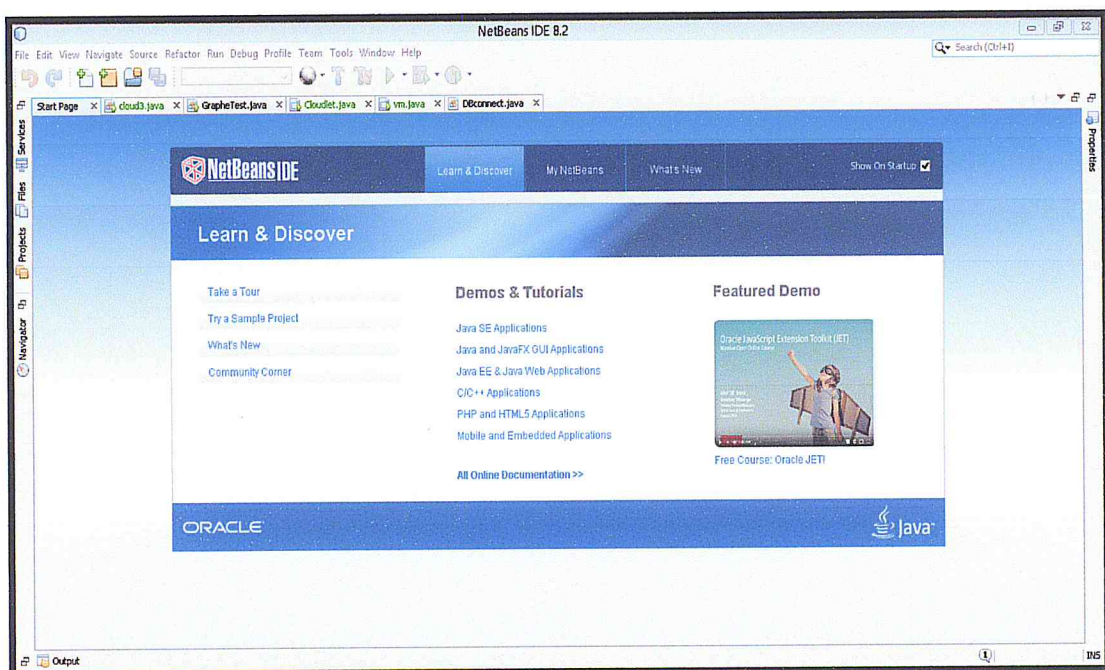 NetBeans IDE 8.2
File Edit View Navigate Source Refactor Run Debug Profile Team Tools Window Help
Search (Ctrl+I)
Start Page
cloud3.java
GrapheTest.java
Cloudlet.java
vm.java
DBconnect.java
Services
Files
Projects
Navigator
Properties
NetBeans IDE
Learn & Discover
My NetBeans
What's New
Show On Startup
Learn & Discover
Take a Tour
Try a Sample Project
What's New
Community Corner
Demos & Tutorials
Java SE Applications
Java and JavaFX GUI Applications
Java EE & Java Web Applications
C/C++ Applications
PHP and HTML5 Applications
Mobile and Embedded Applications
All Online Documentation >>
Featured Demo
Oracle JavaScript Extension Toolkit (JET)
Free Course: Oracle JET!
ORACLE
Java
Output
1
INS